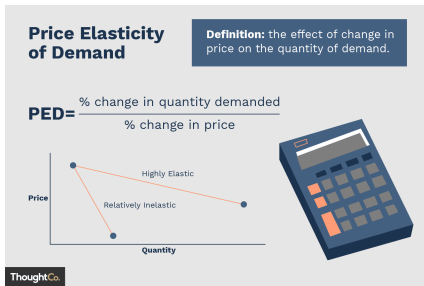 Price Elasticity
of Demand
Definition: the effect of change in
price on the quantity of demand.
PED=
% change in quantity demanded
% change in price
Highly Elastic
Price
Relatively Inelastic
Quantity
ThoughtCo.